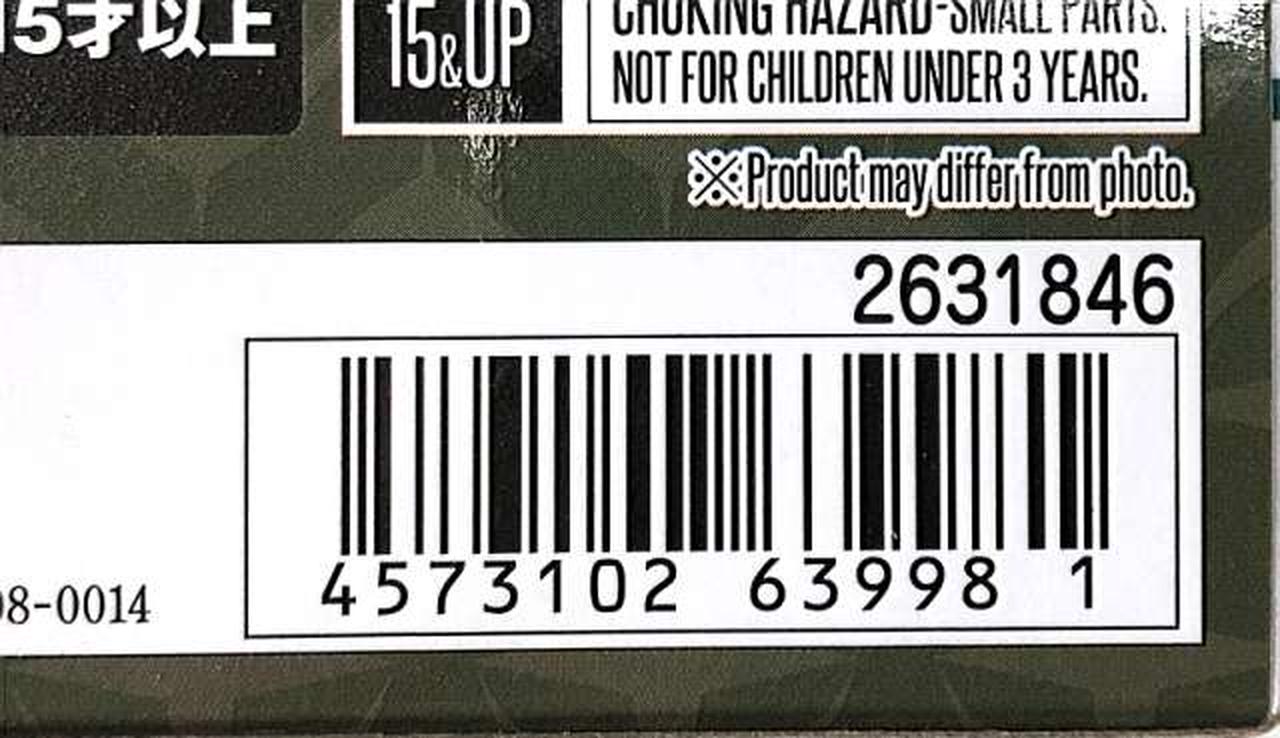 15才以上
15&UP
CHOKING HAZARD-SMALL PARTS.
NOT FOR CHILDREN UNDER 3 YEARS.
※Product may differ from photo.
2631846
4573102 63998 1
08-0014